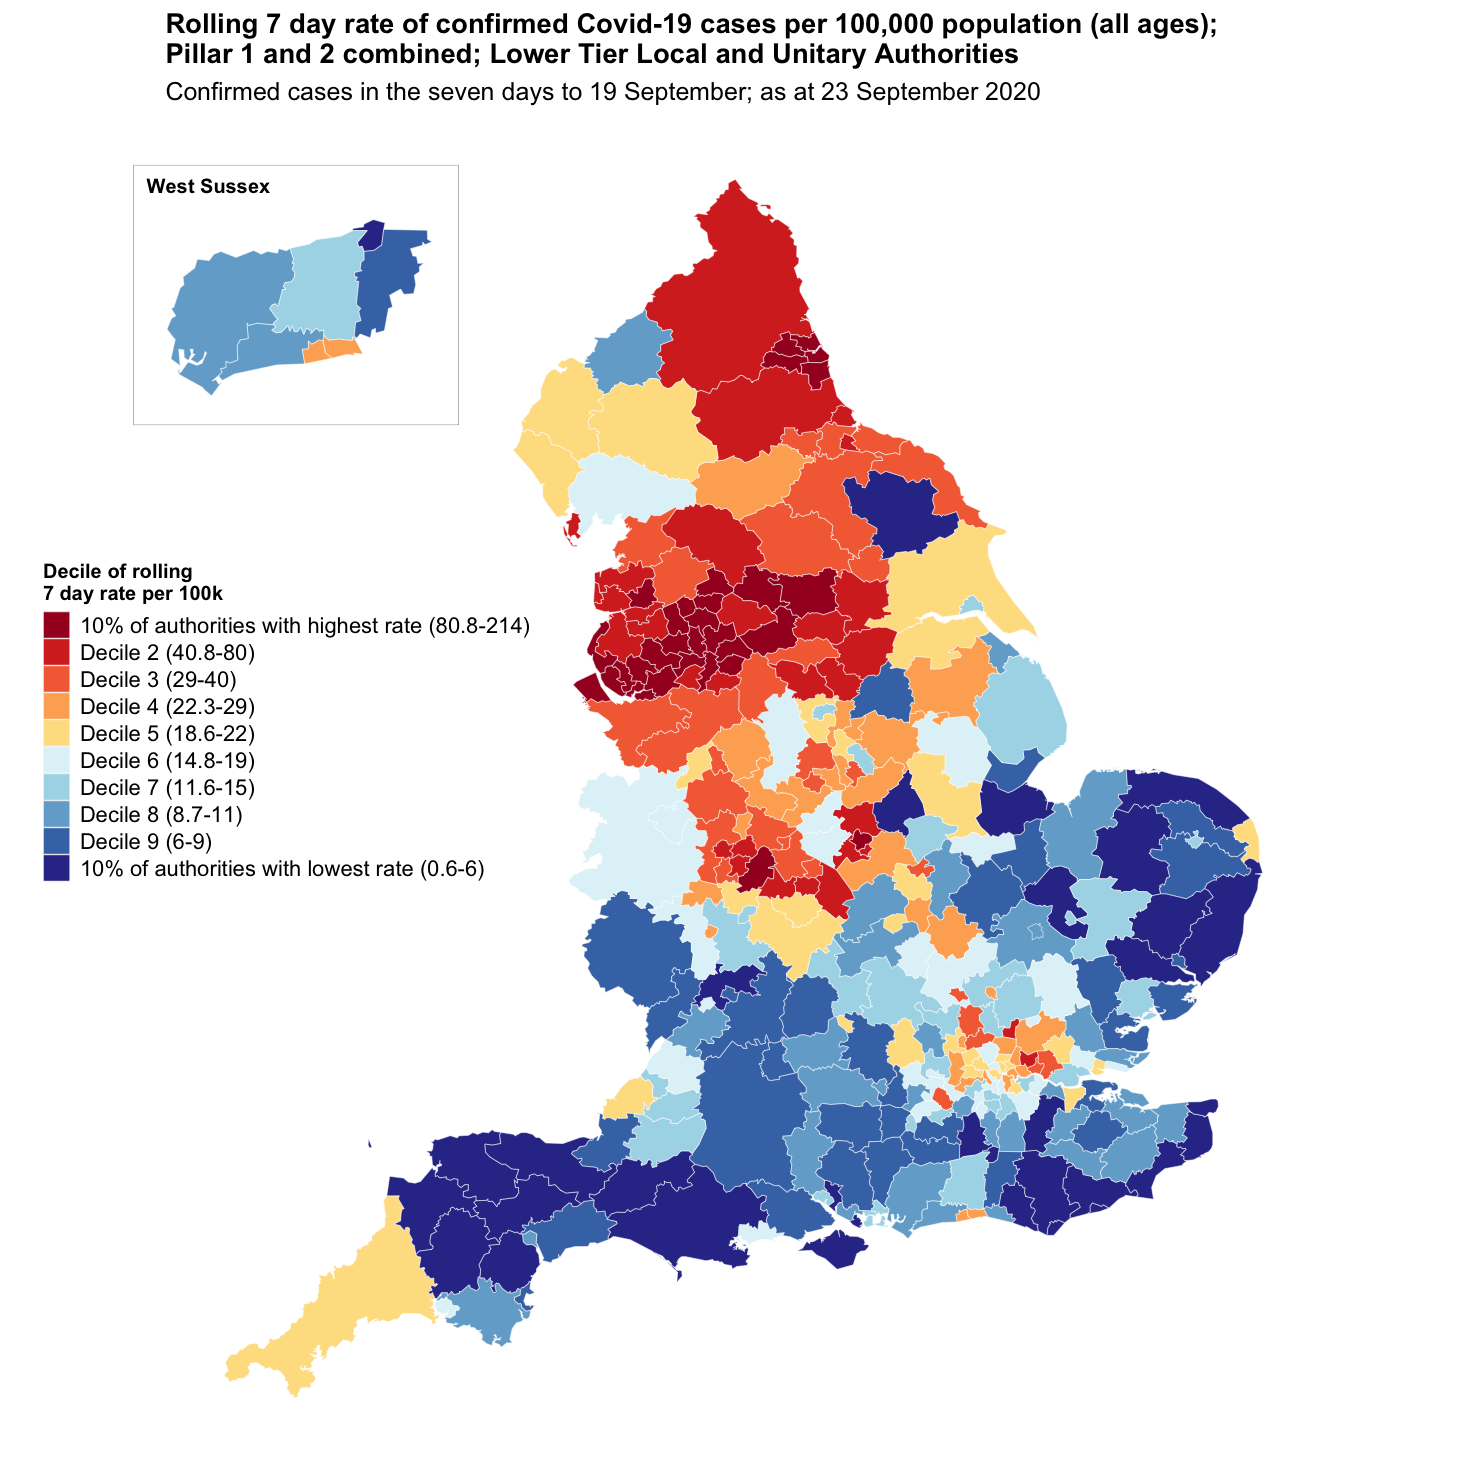 Rolling 7 day rate of confirmed Covid-19 cases per 100,000 population (all ages);
Pillar 1 and 2 combined; Lower Tier Local and Unitary Authorities
Confirmed cases in the seven days to 19 September; as at 23 September 2020
West Sussex
Decile of rolling
7 day rate per 100k
10% of authorities with highest rate (80.8-214)
Decile 2 (40.8-80)
Decile 3 (29-40)
Decile 4 (22.3-29)
Decile 5 (18.6-22)
Decile 6 (14.8-19)
Decile 7 (11.6-15)
Decile 8 (8.7-11)
Decile 9 (6-9)
10% of authorities with lowest rate (0.6-6)